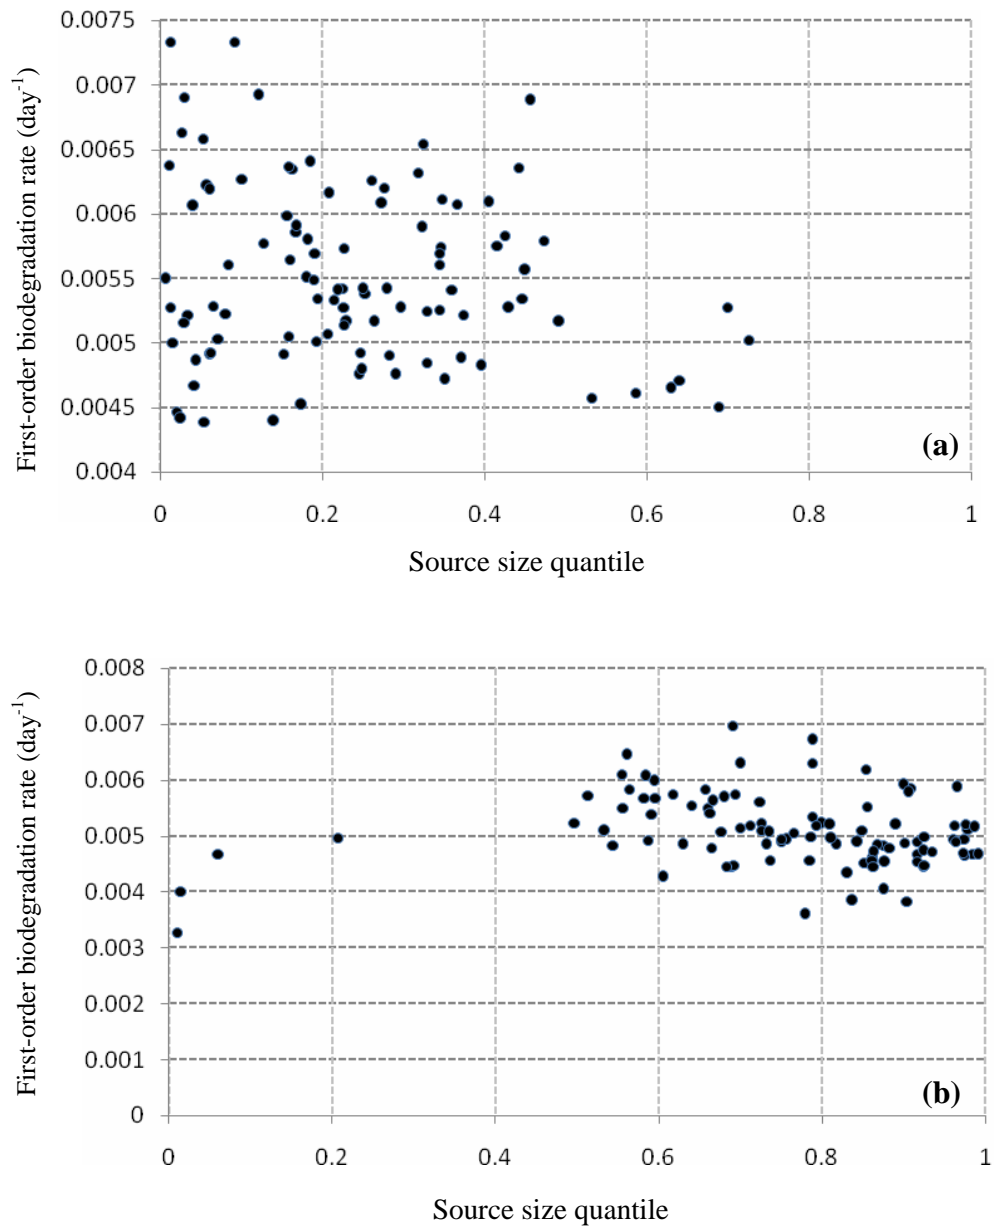 0.0075
0.007
0.0065
0.006
0.0055
0.005
0.0045
0.004
First-order biodegradation rate (day-1)
(a)
0 0.2 0.4 0.6 0.8 1
Source size quantile
0.008
0.007
0.006
0.005
0.004
0.003
0.002
0.001
0
First-order biodegradation rate (day-1)
(b)
0 0.2 0.4 0.6 0.8 1
Source size quantile